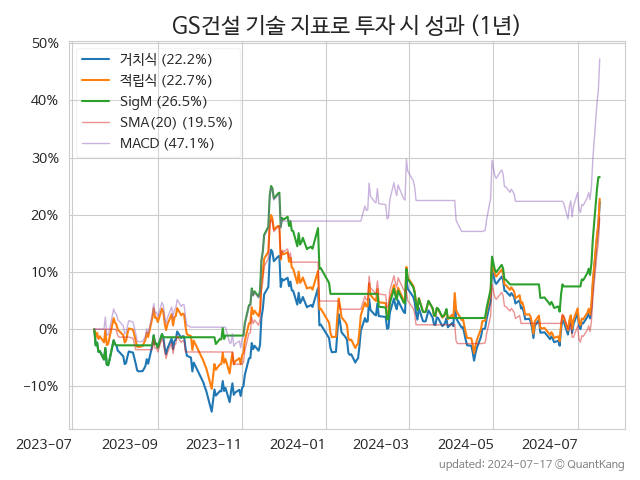 GS건설 기술 지표로 투자 시 성과 (1년)
50%
40%
30%
20%
10%
0%
−10%
거치식 (22.2%)
적립식 (22.7%)
SigM (26.5%)
SMA(20) (19.5%)
MACD (47.1%)
2023-07 2023-09 2023-11 2024-01 2024-03 2024-05 2024-07
updated: 2024-07-17 © QuantKang